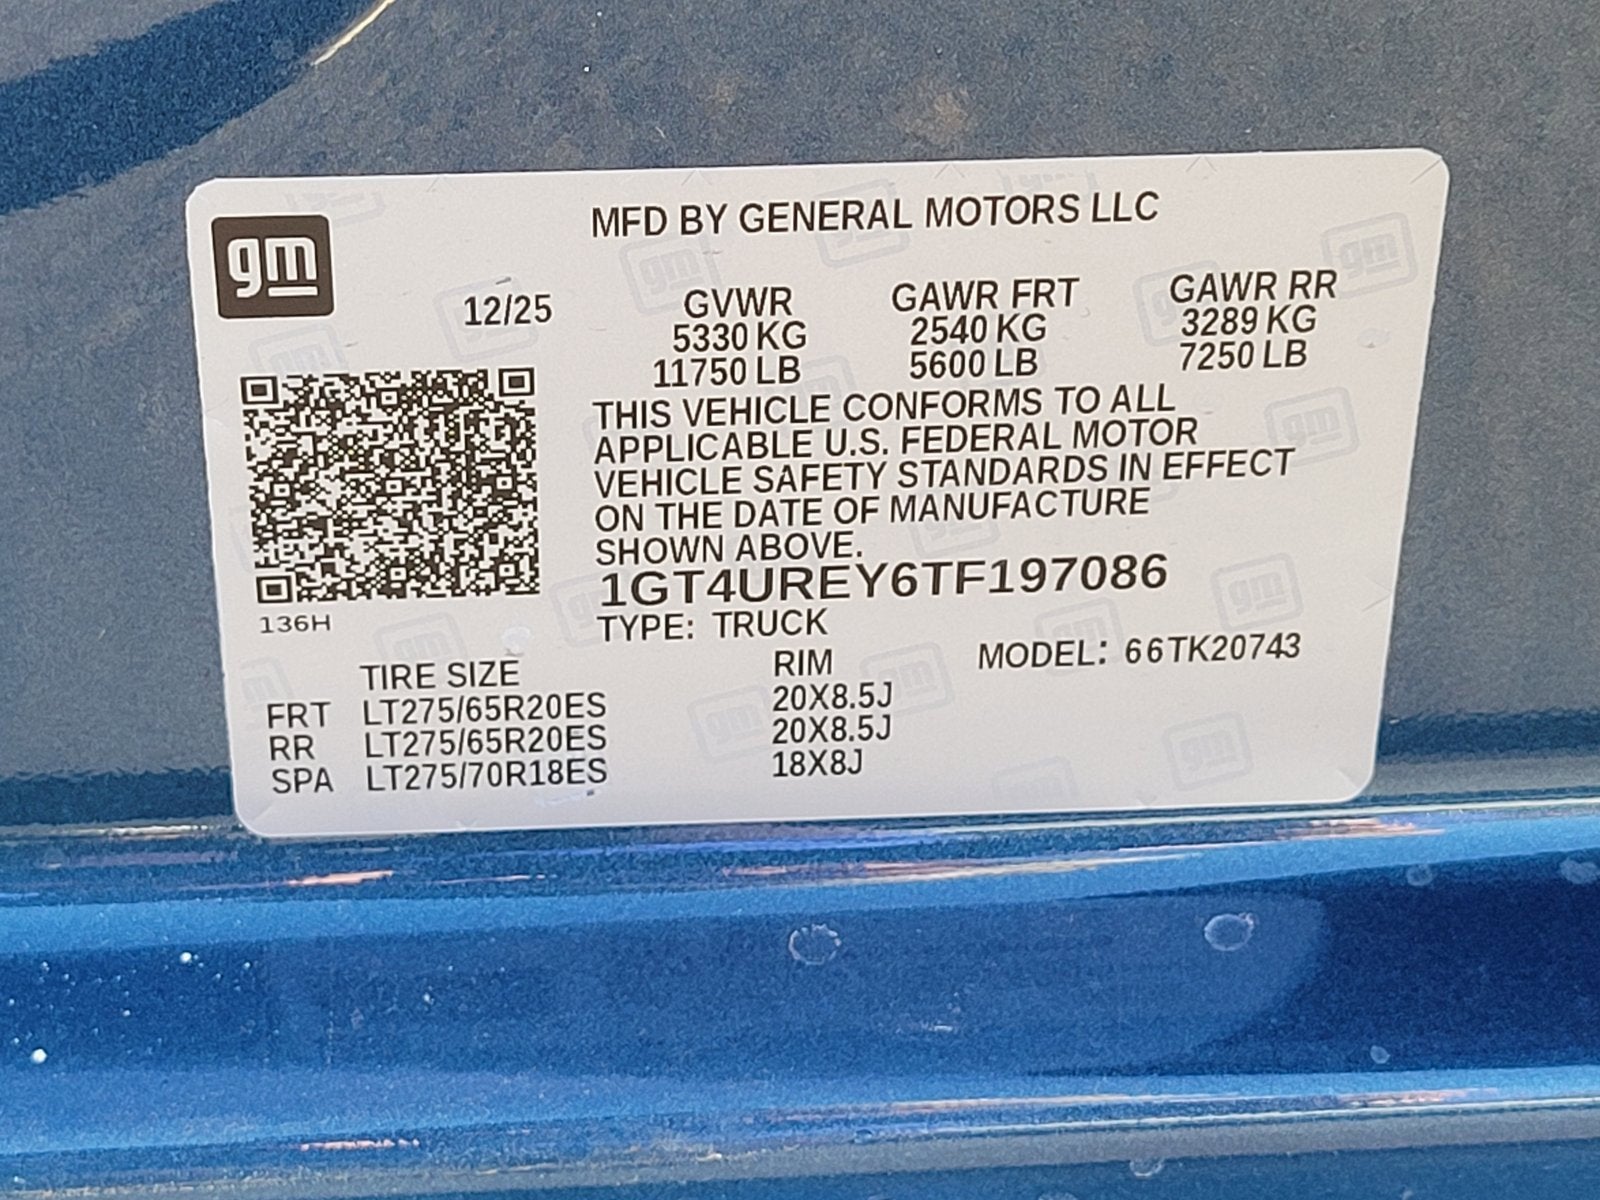 MFD BY GENERAL MOTORS LLC
gm
12/25 GVWR GAWR FRT GAWR RR
5330 KG 2540 KG 3289 KG
11750 LB 5600 LB 7250 LB
THIS VEHICLE CONFORMS TO ALL
APPLICABLE U.S. FEDERAL MOTOR
VEHICLE SAFETY STANDARDS IN EFFECT
ON THE DATE OF MANUFACTURE
SHOWN ABOVE.
1GT4UREY6TF197086
136H
TYPE: TRUCK
TIRE SIZE RIM MODEL: 66TK20743
FRT LT275/65R20ES 20X8.5J
RR LT275/65R20ES 20X8.5J
SPA LT275/70R18ES 18X8J